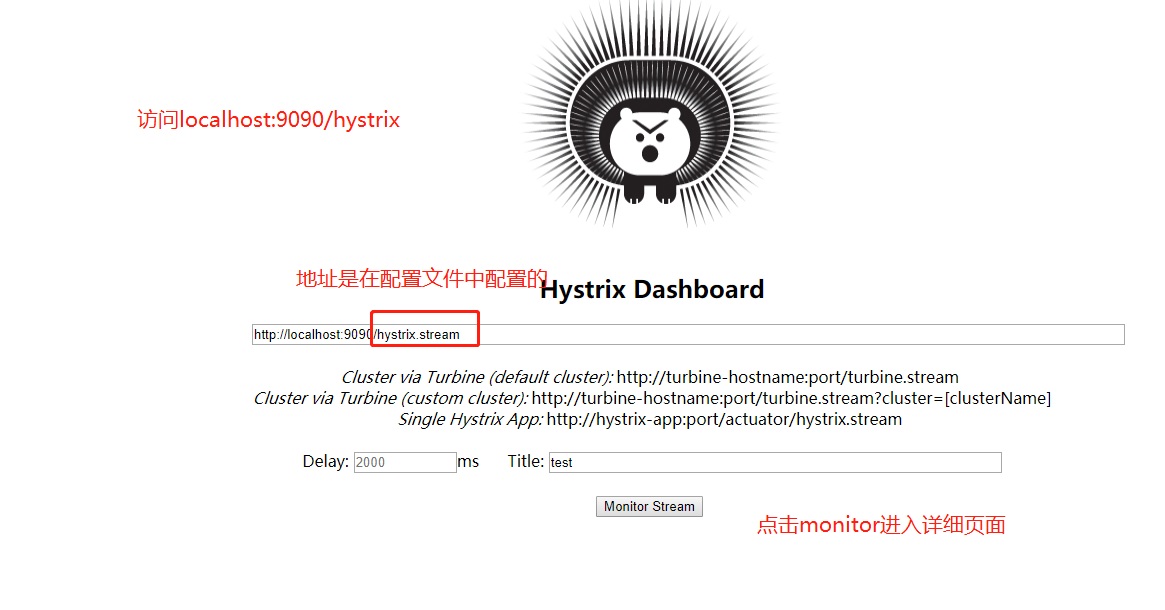 访问localhost:9090/hystrix
地址是在配置文件中配置的
Hystrix Dashboard
http://localhost:9090/hystrix.stream
Cluster via Turbine (default cluster): http://turbine-hostname:port/turbine.stream
Cluster via Turbine (custom cluster): http://turbine-hostname:port/turbine.stream?cluster=[clusterName]
Single Hystrix App: http://hystrix-app:port/actuator/hystrix.stream
Delay: 2000 ms Title: test
Monitor Stream
点击monitor进入详细页面